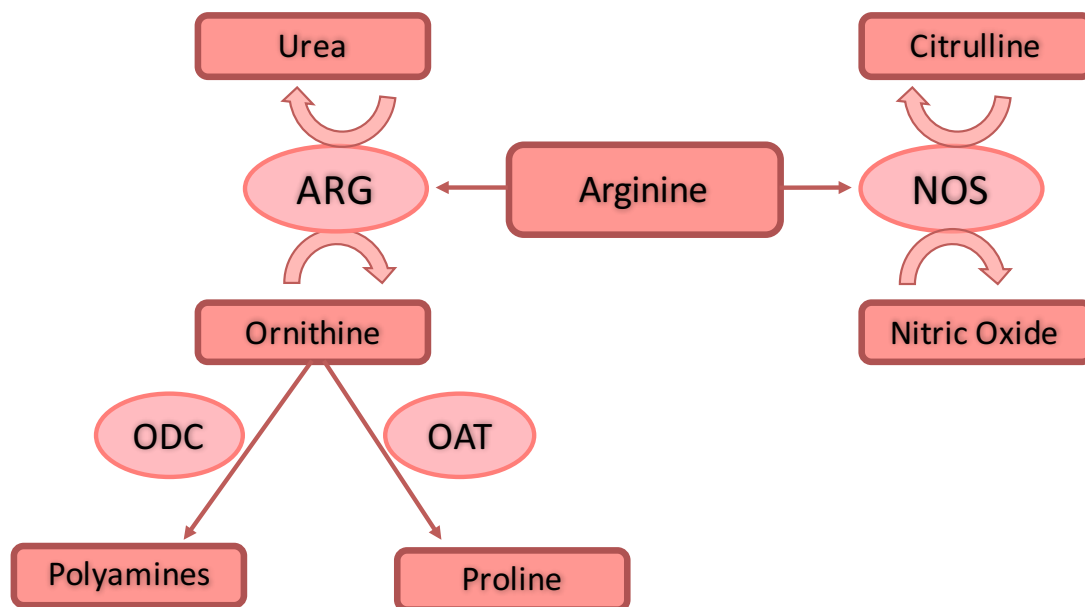 Urea
Citrulline
ARG
Arginine
NOS
Ornithine
Nitric Oxide
ODC
OAT
Polyamines
Proline